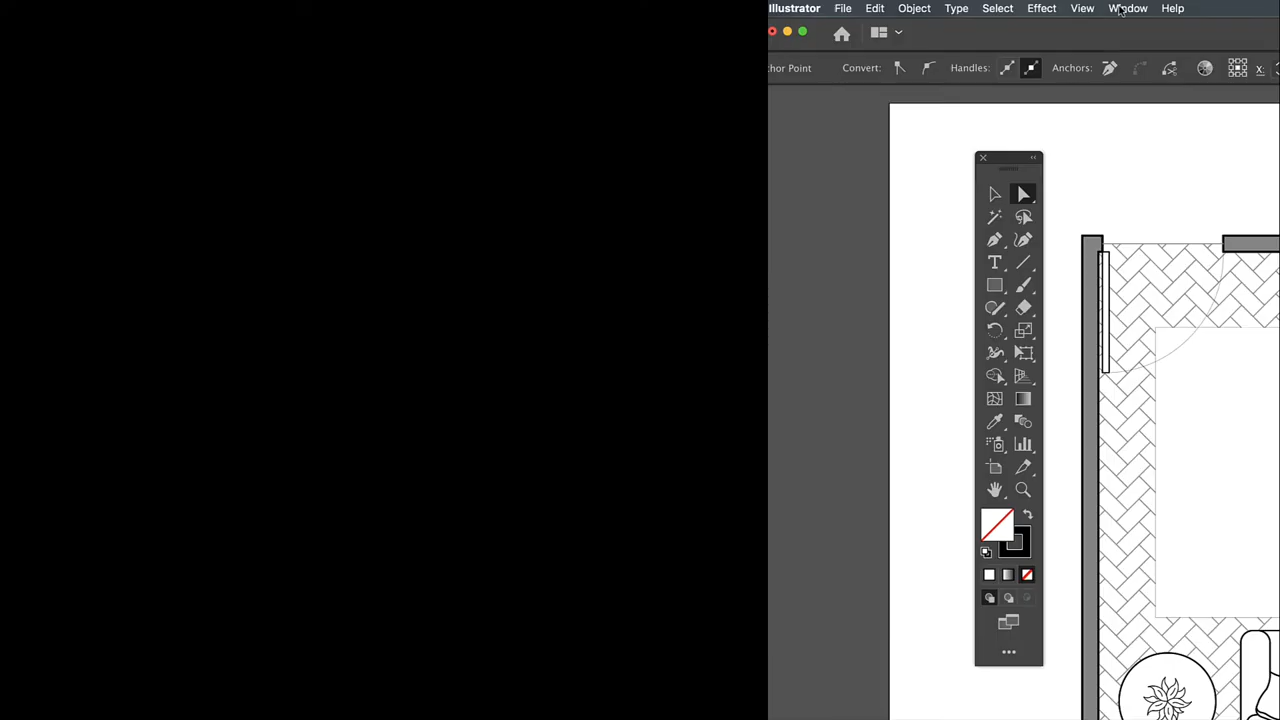 Illustrator File Edit Object Type Select Effect View Window Help
hor Point Convert: Handles: Anchors: X: